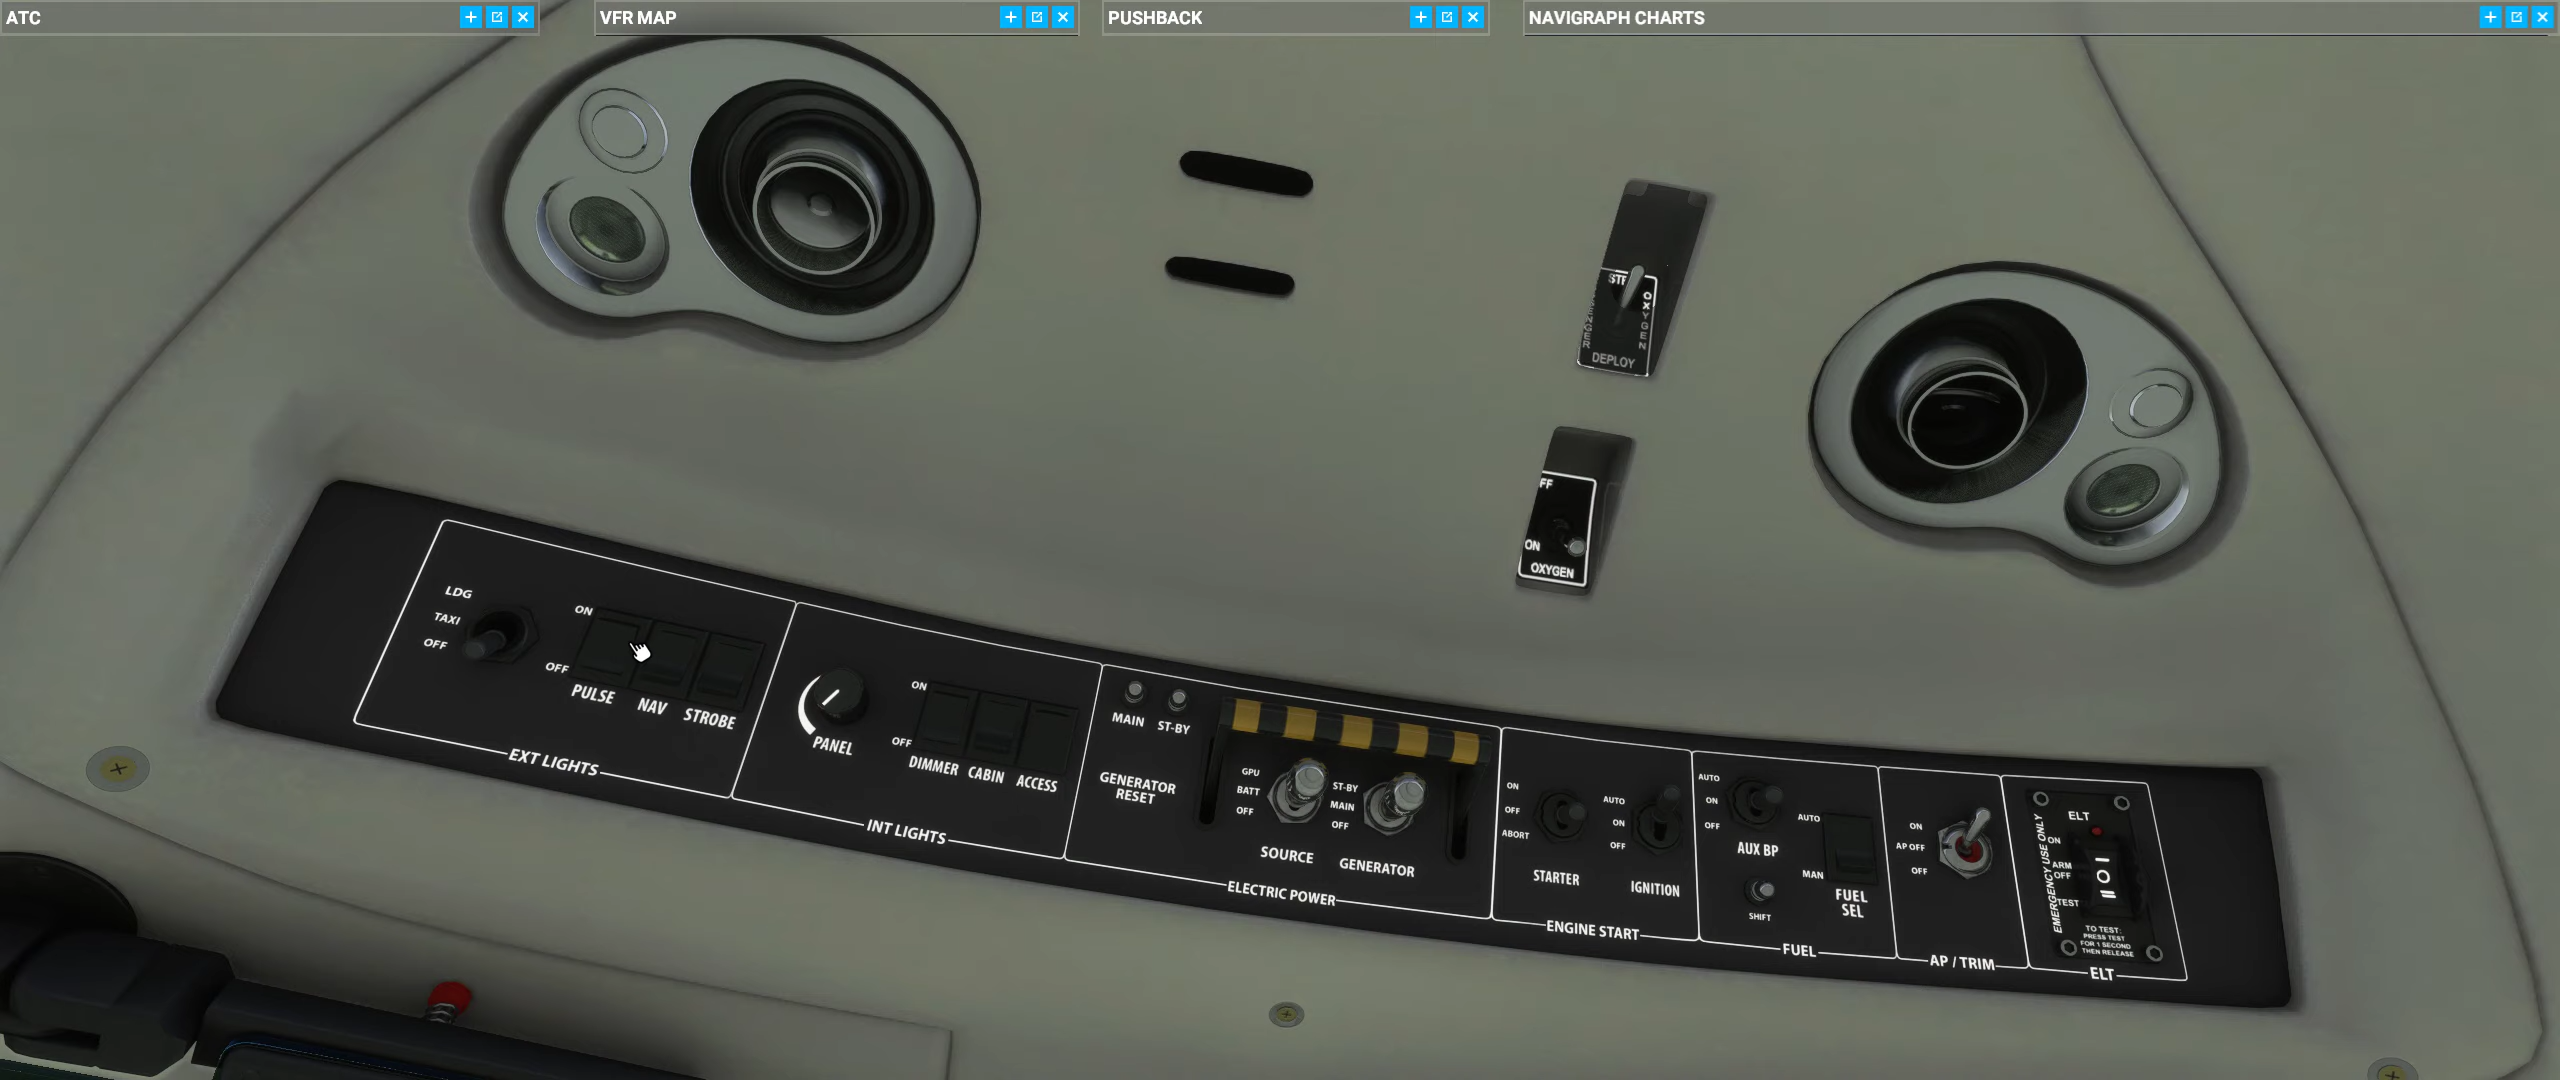 ATC
VFR MAP
PUSHBACK
NAVIGRAPH CHARTS
OXYGEN
DEPLOY
ON
OXYGEN
LDG
TAXI
OFF
ON
OFF
PULSE
NAV
STROBE
EXT LIGHTS
PANEL
ON
OFF
DIMMER
CABIN
ACCESS
INT LIGHTS
MAIN
ST-BY
GENERATOR
RESET
GPU
BATT
OFF
SOURCE
ST-BY
MAIN
OFF
GENERATOR
ELECTRIC POWER
ON
OFF
ABORT
STARTER
AUTO
ON
OFF
IGNITION
ENGINE START
AUTO
ON
OFF
AUX BP
SHIFT
AUTO
MAN
FUEL
SEL
FUEL
ON
AP OFF
OFF
AP / TRIM
ELT
EMERGENCY USE ONLY
ON
ARM
OFF
TEST
TO TEST:
PRESS TEST
FOR 1 SECOND
THEN RELEASE
ELT